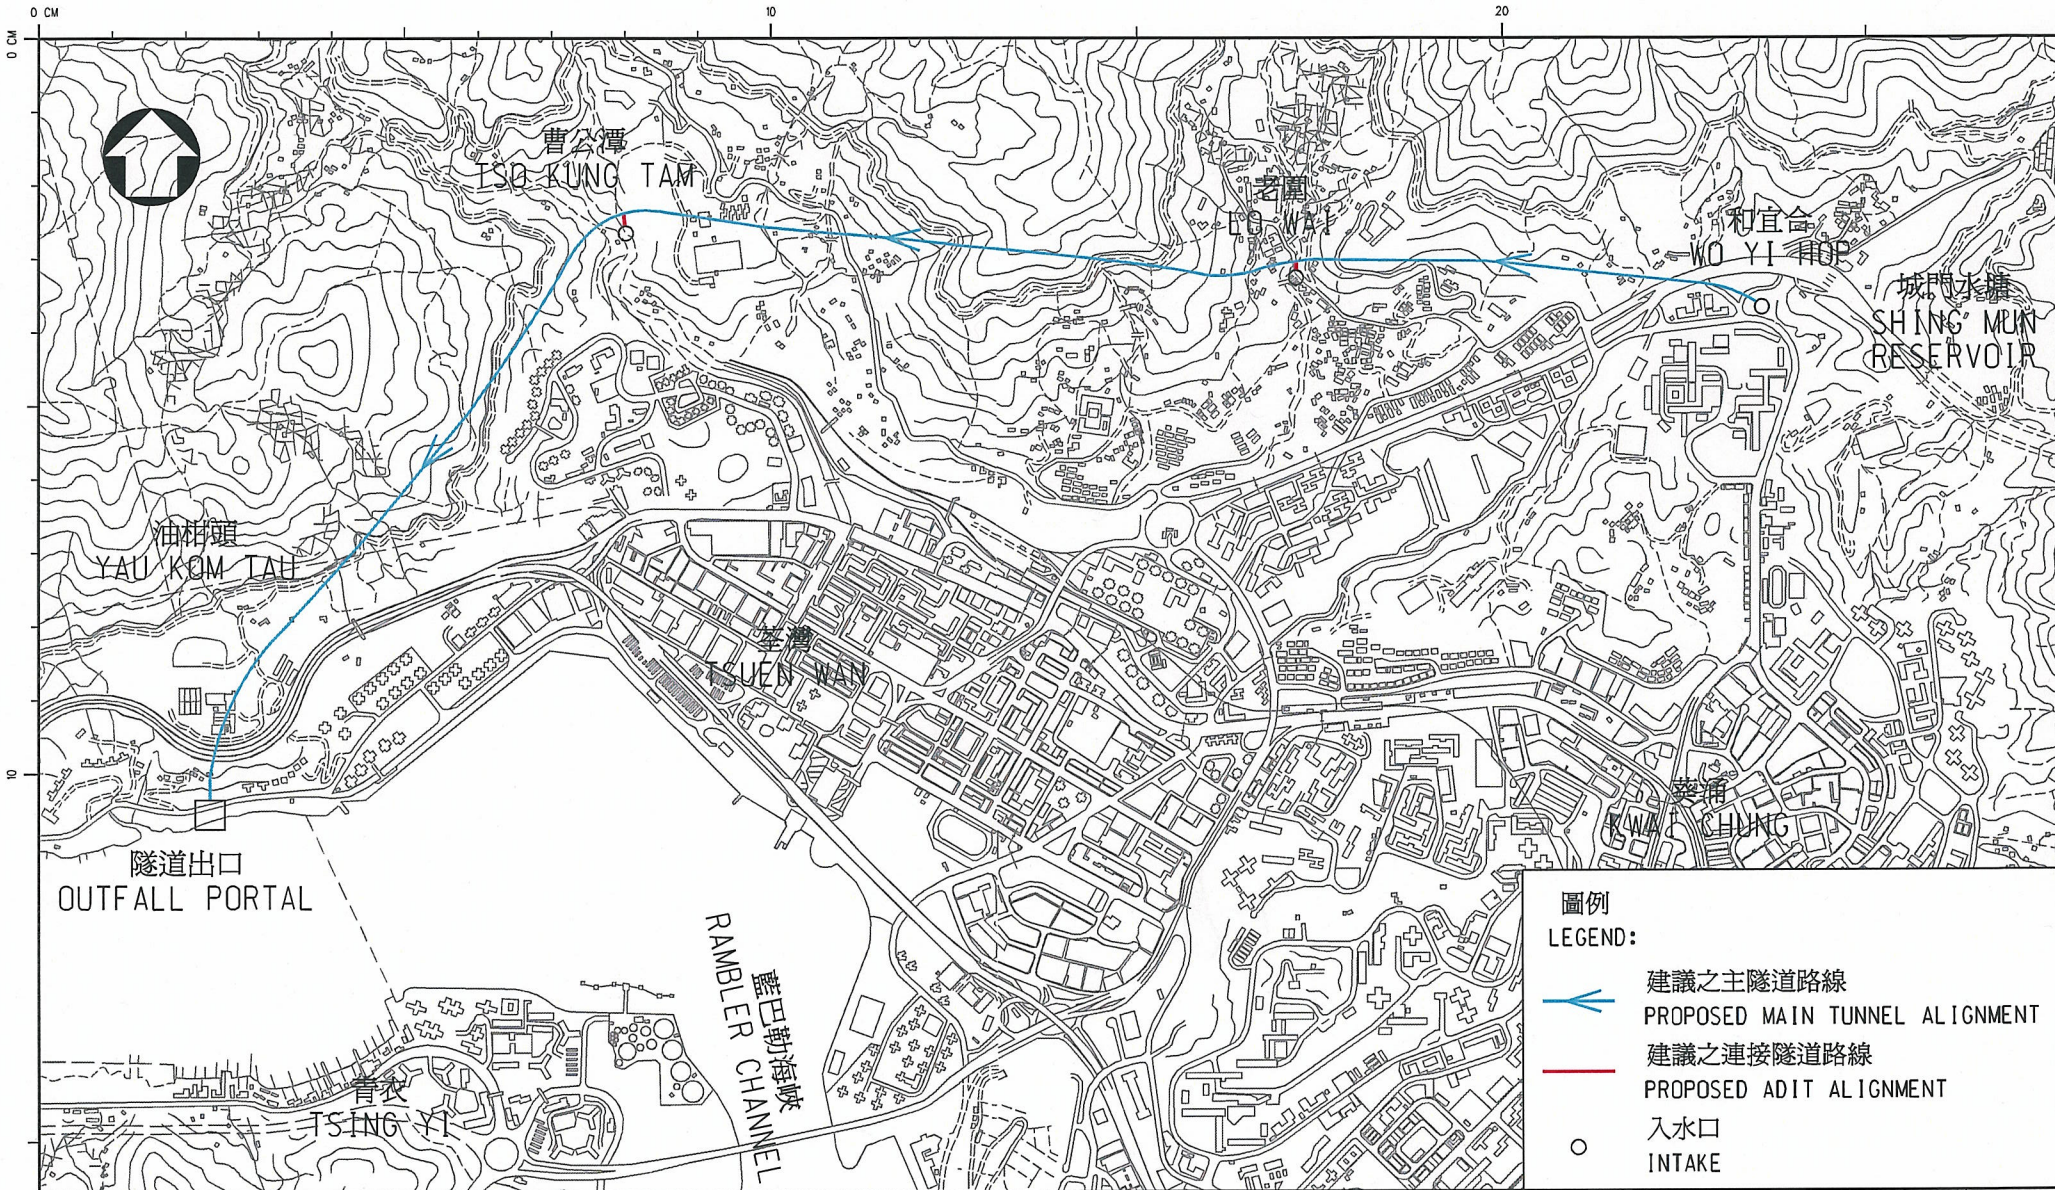 0 CM
10
20
0 CM
10
曹公潭
TSO KUNG TAM
老圍
LO WAI
和宜合
WO YI HOP
城門水塘
SHING MUN
RESERVOIR
油柑頭
YAU KOM TAU
荃灣
TSUEN WAN
葵涌
KWAI CHUNG
隧道出口
OUTFALL PORTAL
藍巴勒海峽
RAMBLER CHANNEL
青衣
TSING YI
圖例
LEGEND:
建議之主隧道路線
PROPOSED MAIN TUNNEL ALIGNMENT
建議之連接隧道路線
PROPOSED ADIT ALIGNMENT
入水口
INTAKE